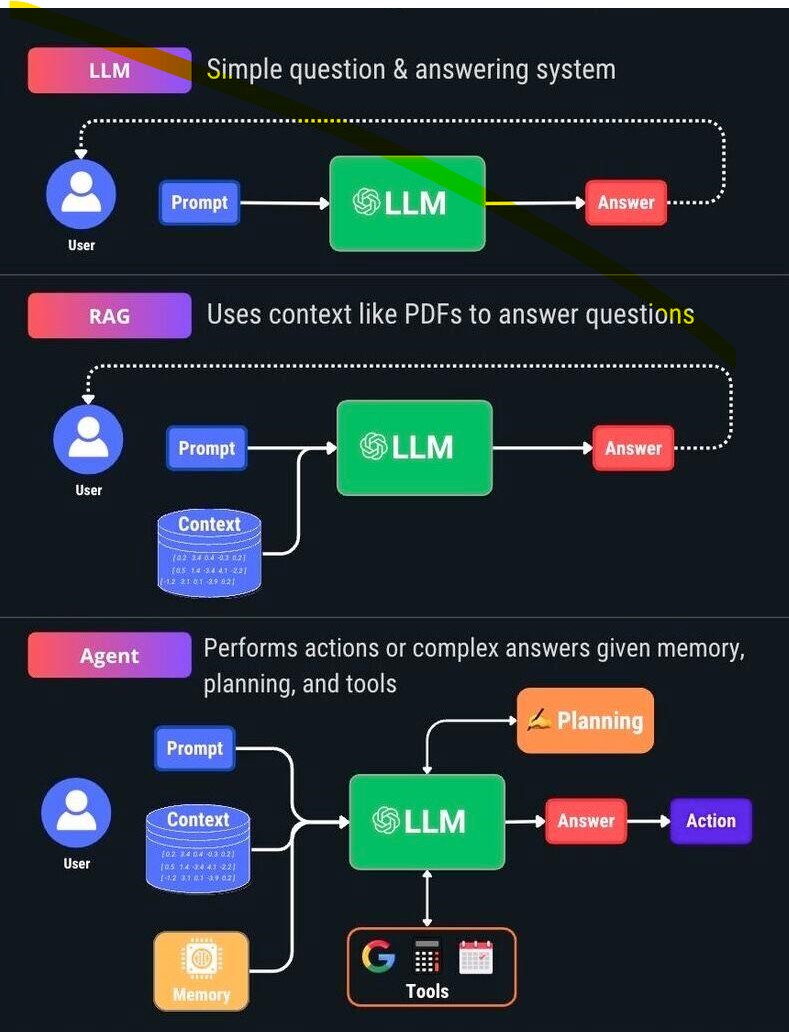 LLM
Simple question & answering system
Prompt
LLM
Answer
User
RAG
Uses context like PDFs to answer questions
Prompt
LLM
Answer
User
Context
[0.2 3.4 0.4 -0.3 0.2]
[0.5 1.4 -3.4 4.1 -2.2]
[-1.2 3.1 0.1 -3.9 0.2]
Agent
Performs actions or complex answers given memory,
planning, and tools
Planning
Prompt
Context
[0.2 3.4 0.4 -0.3 0.2]
[0.5 1.4 -3.4 4.1 -2.2]
[-1.2 3.1 0.1 -3.9 0.2]
LLM
Answer
Action
User
Memory
Tools